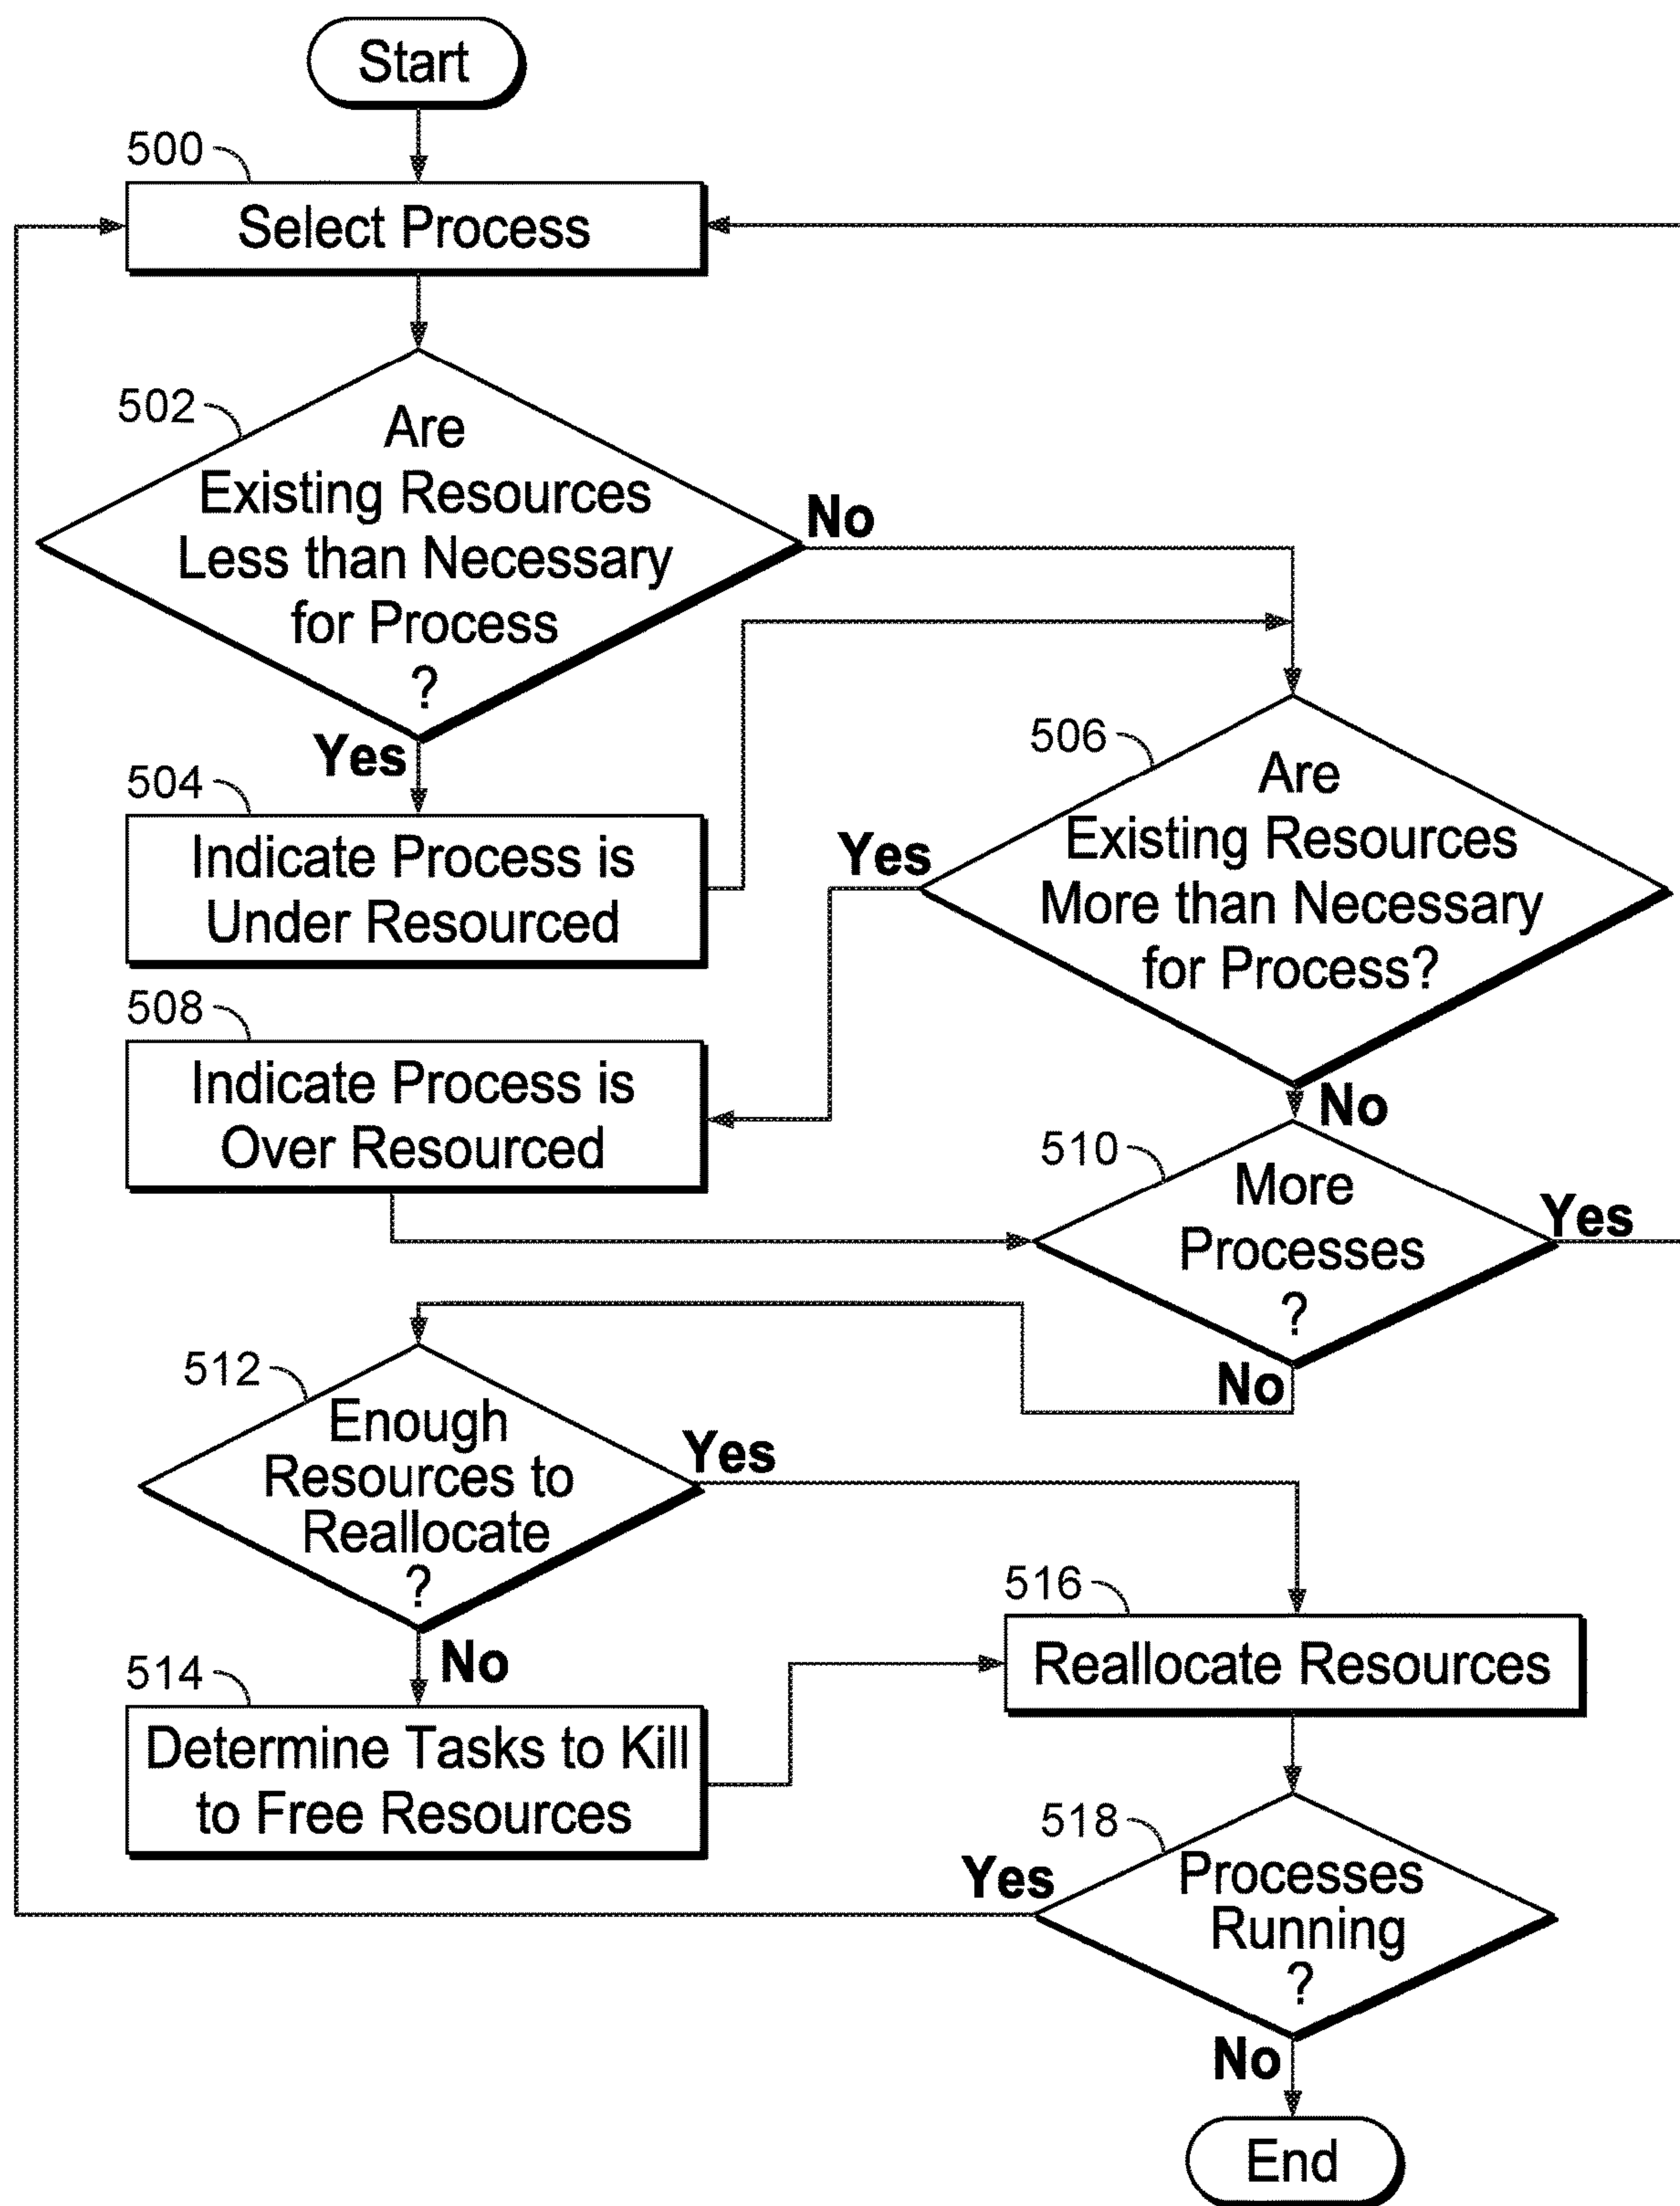 Start
500
Select Process
502
Are
Existing Resources
Less than Necessary
for Process
?
No
Yes
504
Indicate Process is
Under Resourced
506
Are
Existing Resources
More than Necessary
for Process?
Yes
No
508
Indicate Process is
Over Resourced
510
More
Processes
?
Yes
No
512
Enough
Resources to
Reallocate
?
Yes
No
514
Determine Tasks to Kill
to Free Resources
516
Reallocate Resources
518
Processes
Running
?
Yes
No
End